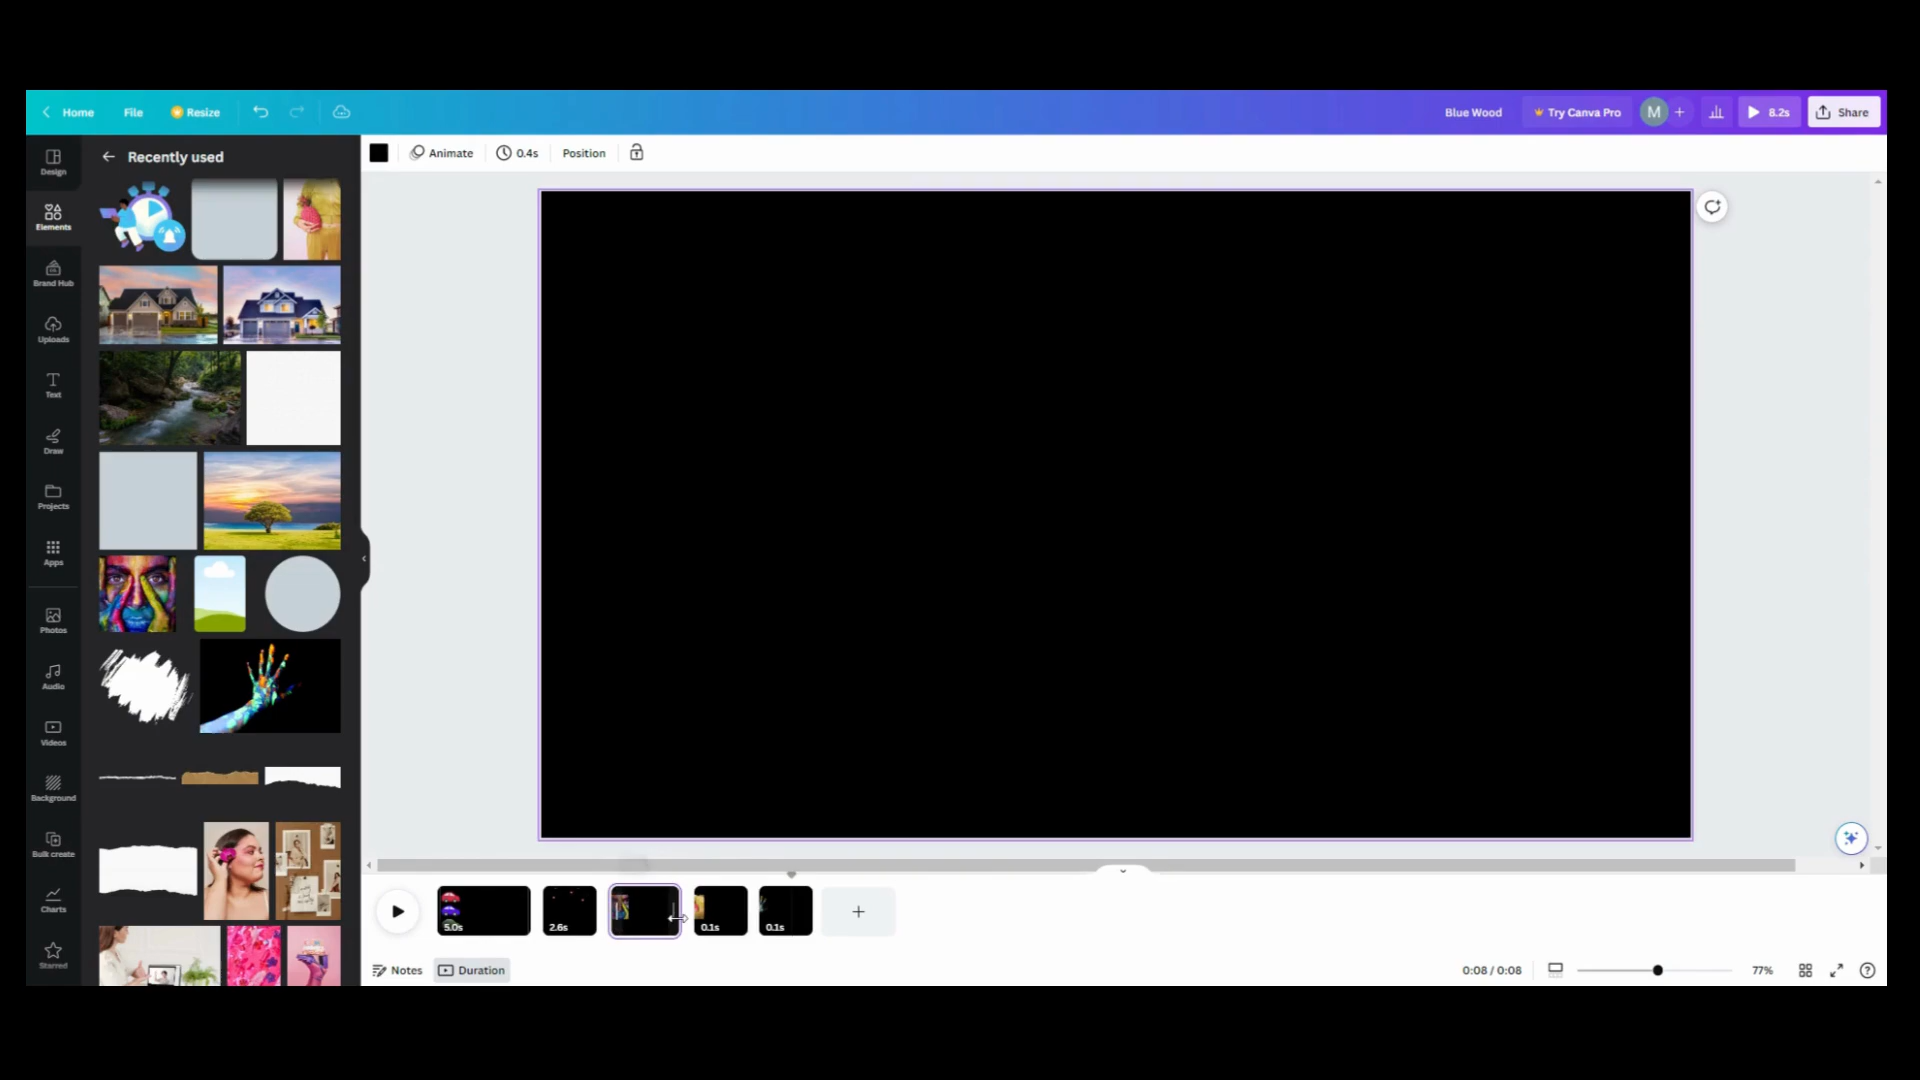 Home File Resize Blue Wood Try Canva Pro M 8.2s Share
Design
Recently used
Animate 0.4s Position
Elements
Brand Hub
Uploads
Text
Draw
Projects
Apps
Photos
Audio
Videos
Background
Bulk create
Charts
Starred
5.0s 2.6s 0.1s 0.1s
Notes Duration 0:08 / 0:08 77%